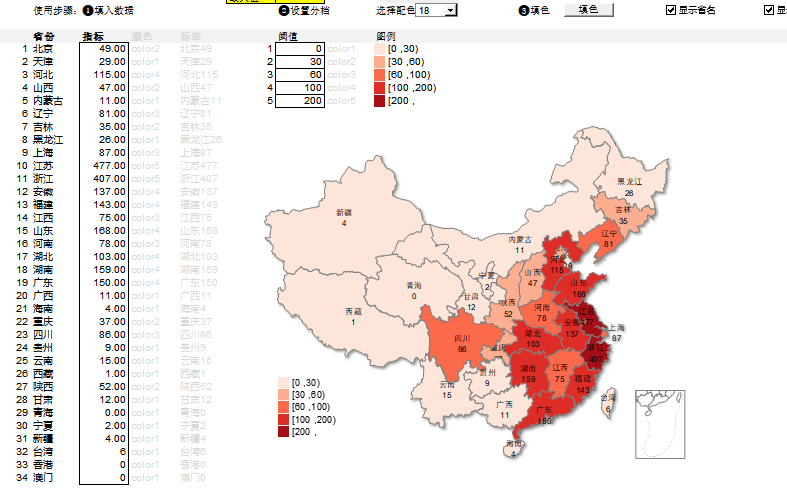 使用步骤：❶填入数据 ❷设置分档 选择配色 18 ❸填色 填色 显示省名 显示
省份 指标 颜色 标签 阈值 图例
1 北京 49.00 color2 北京49 1 0 color1 [0 ,30)
2 天津 29.00 color1 天津29 2 30 color2 [30 ,60)
3 河北 115.00 color4 河北115 3 60 color3 [60 ,100)
4 山西 47.00 color2 山西47 4 100 color4 [100 ,200)
5 内蒙古 11.00 color1 内蒙古11 5 200 color5 [200 ,
6 辽宁 81.00 color3 辽宁81
7 吉林 35.00 color2 吉林35
8 黑龙江 26.00 color1 黑龙江26
9 上海 87.00 color3 上海87
10 江苏 477.00 color5 江苏477
11 浙江 407.00 color5 浙江407
12 安徽 137.00 color4 安徽137
13 福建 143.00 color4 福建143
14 江西 75.00 color3 江西75
15 山东 168.00 color4 山东168
16 河南 78.00 color3 河南78
17 湖北 103.00 color4 湖北103
18 湖南 159.00 color4 湖南159
19 广东 150.00 color4 广东150
20 广西 11.00 color1 广西11
21 海南 4.00 color1 海南4
22 重庆 37.00 color2 重庆37
23 四川 86.00 color3 四川86
24 贵州 9.00 color1 贵州9
25 云南 15.00 color1 云南15
26 西藏 1.00 color1 西藏1
27 陕西 52.00 color2 陕西52
28 甘肃 12.00 color1 甘肃12
29 青海 0.00 color1 青海0
30 宁夏 2.00 color1 宁夏2
31 新疆 4.00 color1 新疆4
32 台湾 6 color1 台湾6
33 香港 0 color1 香港0
34 澳门 0 color1 澳门0
黑龙江
26
吉林
35
新疆
4
辽宁
81
内蒙古
11
河北
115
山西
47
宁夏
2
青海
0
甘肃
12
山东
168
陕西
52
西藏
1
河南
78
江苏
477
安徽
137
上海
87
湖北
103
四川
86
重庆
浙江
407
湖南
159
江西
75
贵州
9
福建
143
云南
15
台湾
6
广西
11
广东
150
海南
4
[0 ,30)
[30 ,60)
[60 ,100)
[100 ,200)
[200 ,